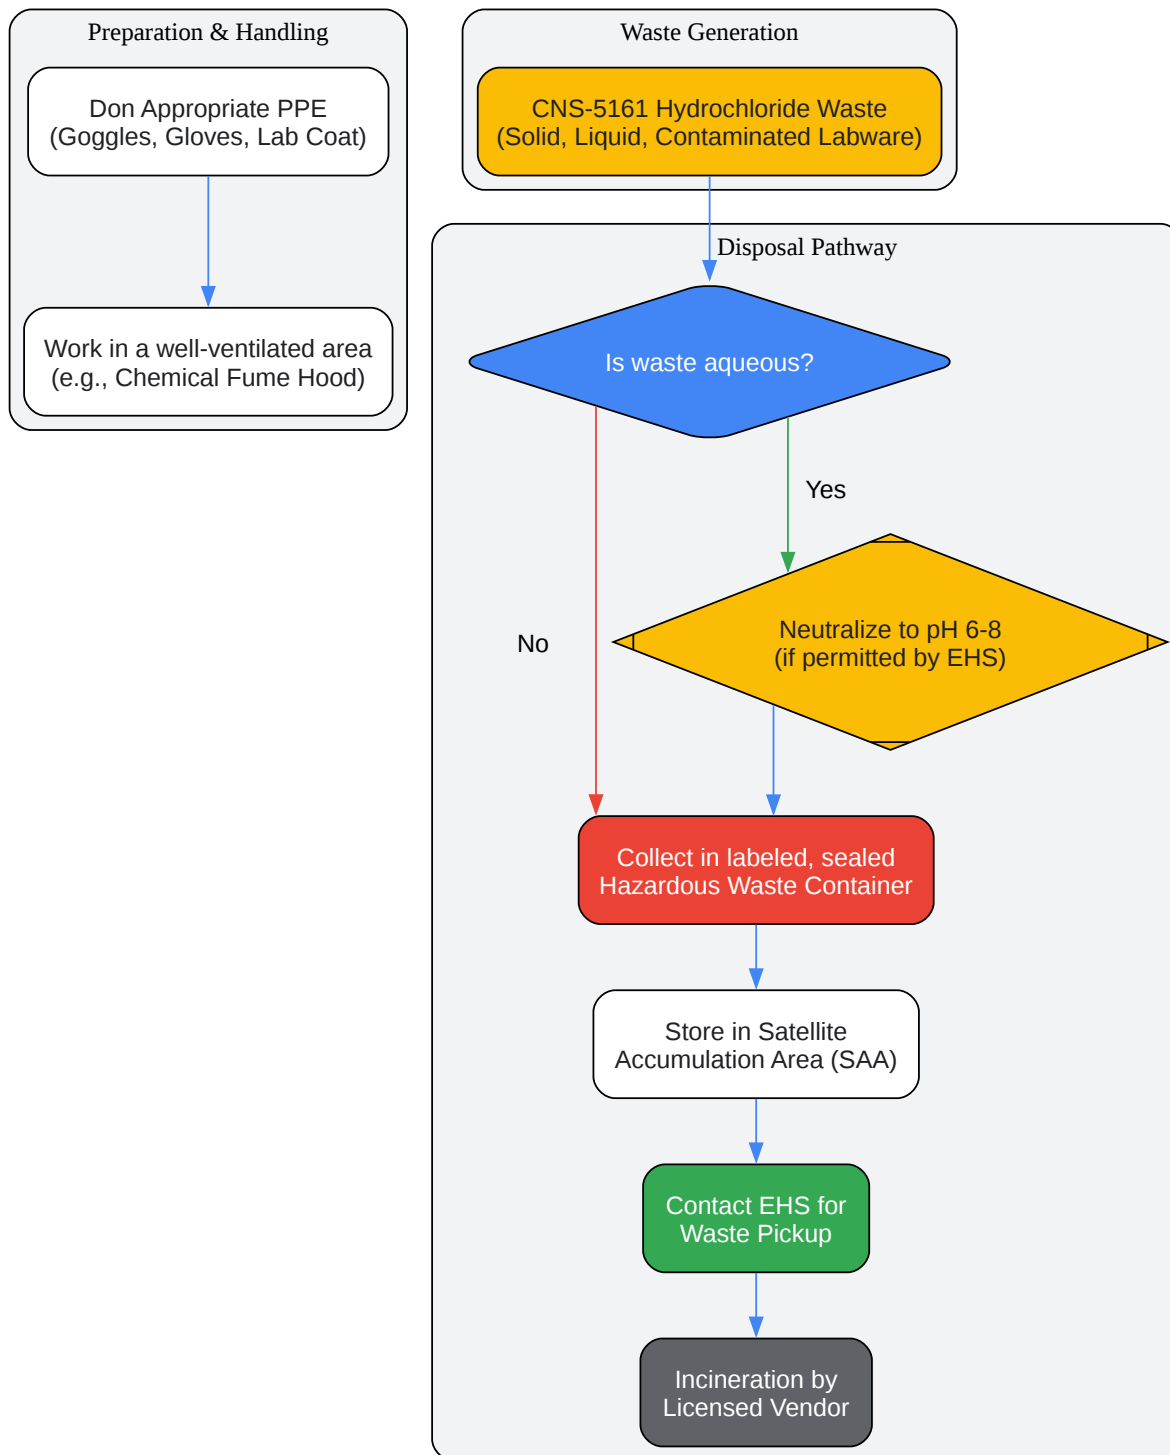 Preparation & Handling
Don Appropriate PPE
(Goggles, Gloves, Lab Coat)
Work in a well-ventilated area
(e.g., Chemical Fume Hood)
Waste Generation
CNS-5161 Hydrochloride Waste
(Solid, Liquid, Contaminated Labware)
Disposal Pathway
Is waste aqueous?
Yes
No
Neutralize to pH 6-8
(if permitted by EHS)
Collect in labeled, sealed
Hazardous Waste Container
Store in Satellite
Accumulation Area (SAA)
Contact EHS for
Waste Pickup
Incineration by
Licensed Vendor